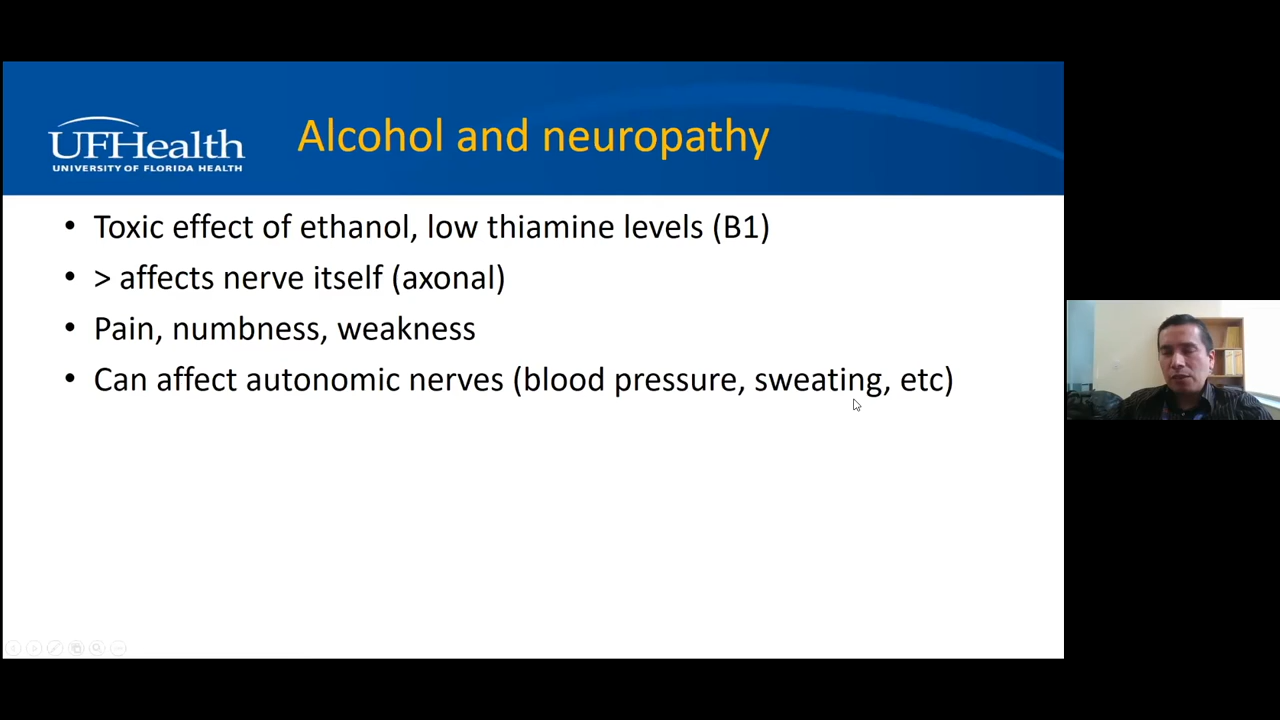 UFHealth
UNIVERSITY OF FLORIDA HEALTH
Alcohol and neuropathy
• Toxic effect of ethanol, low thiamine levels (B1)
• > affects nerve itself (axonal)
• Pain, numbness, weakness
• Can affect autonomic nerves (blood pressure, sweating, etc)